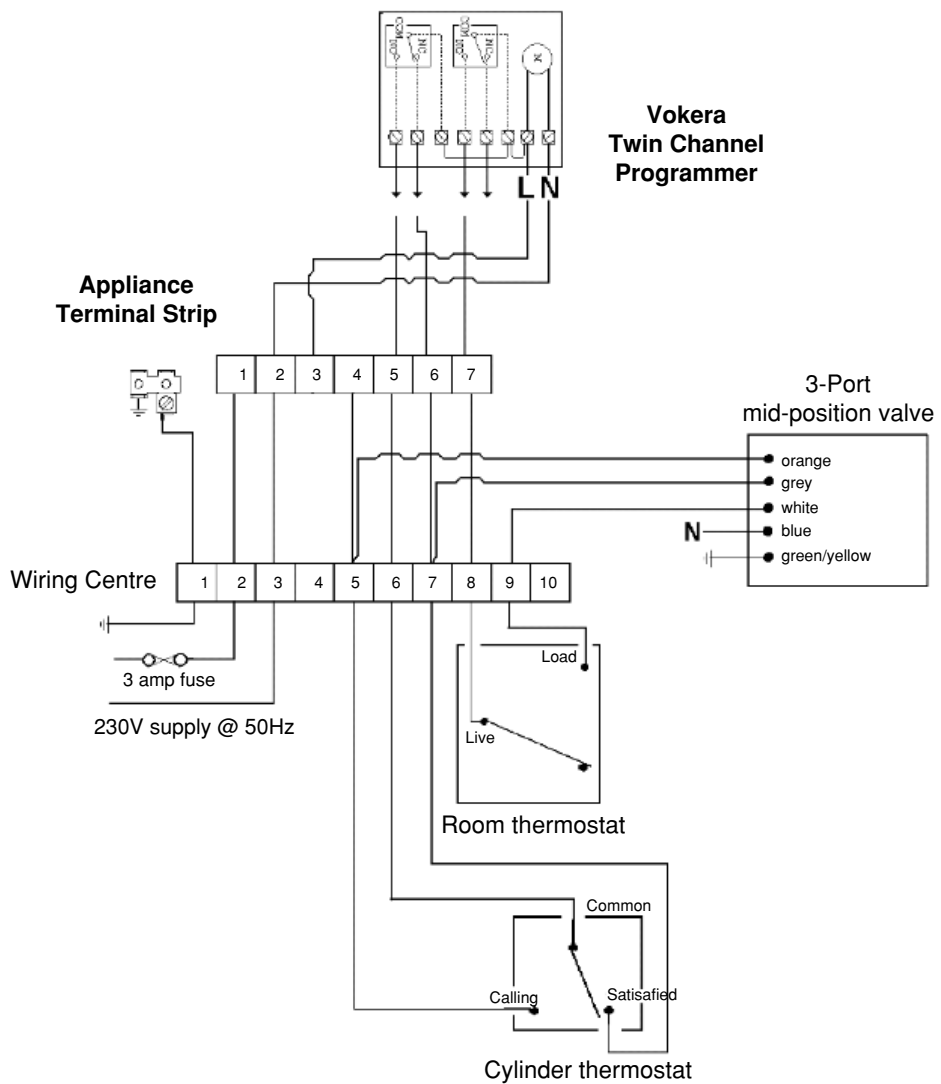 COM
NO
NC
COM
NO
NC
N
Vokera
Twin Channel
Programmer
L N
Appliance
Terminal Strip
1 2 3 4 5 6 7
3-Port
mid-position valve
orange
grey
white
N
blue
green/yellow
Wiring Centre
1 2 3 4 5 6 7 8 9 10
3 amp fuse
230V supply @ 50Hz
Load
Live
Room thermostat
Common
Calling
Satisafied
Cylinder thermostat